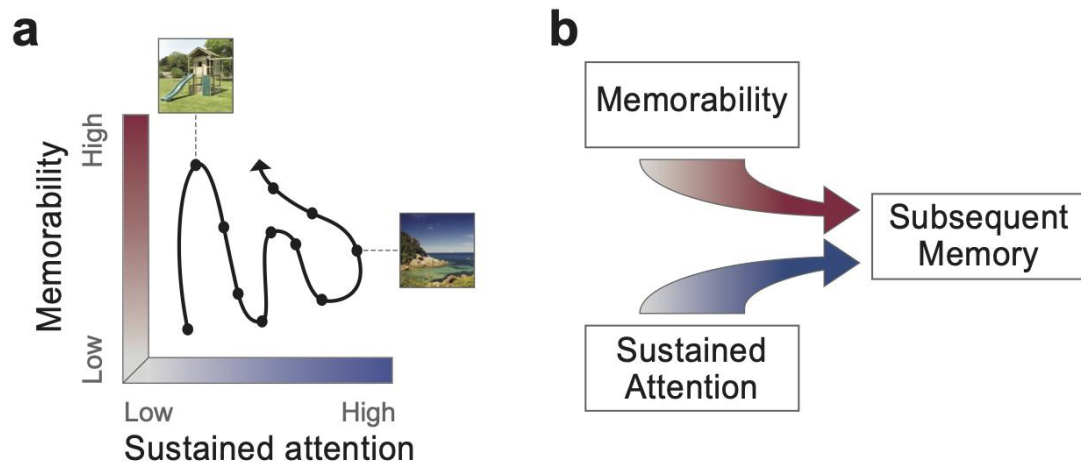 a
Memorability
High
Low
Low
High
Sustained attention
b
Memorability
Subsequent
Memory
Sustained
Attention